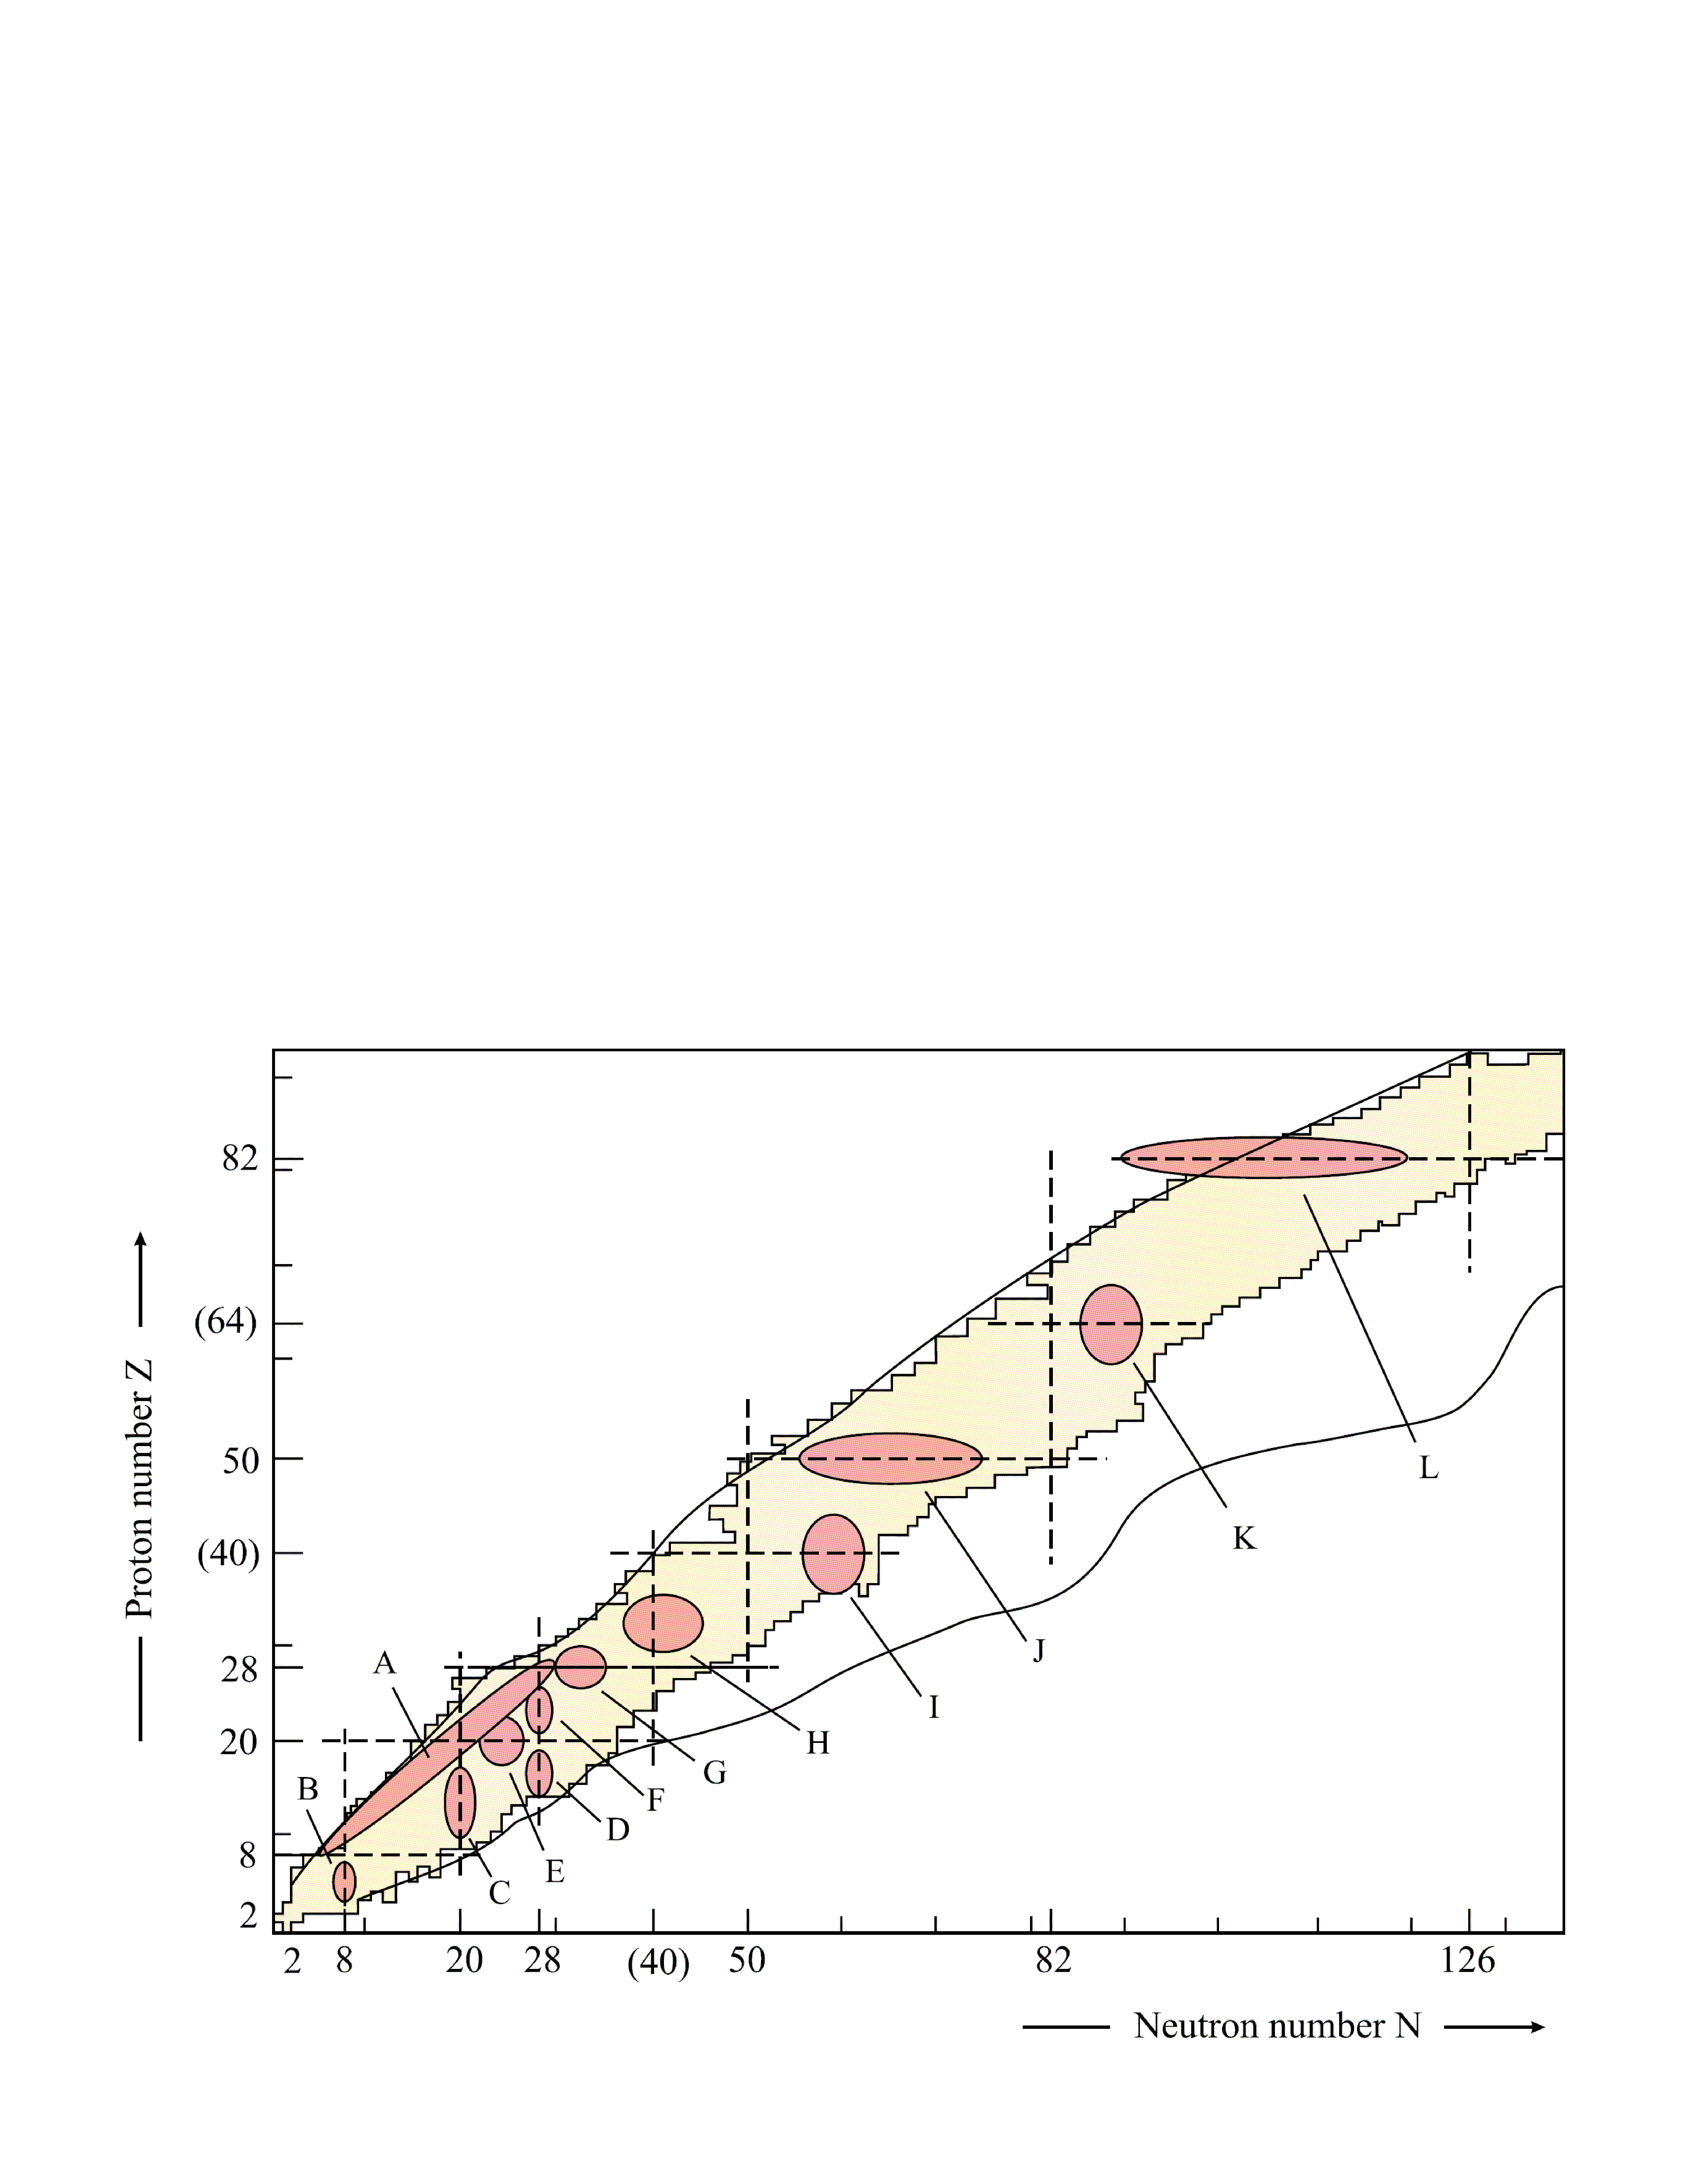 82
(64)
50
(40)
28
20
8
2
Proton number Z
A
B
C
D
E
F
G
H
I
J
K
L
2 8 20 28 (40) 50 82 126
Neutron number N